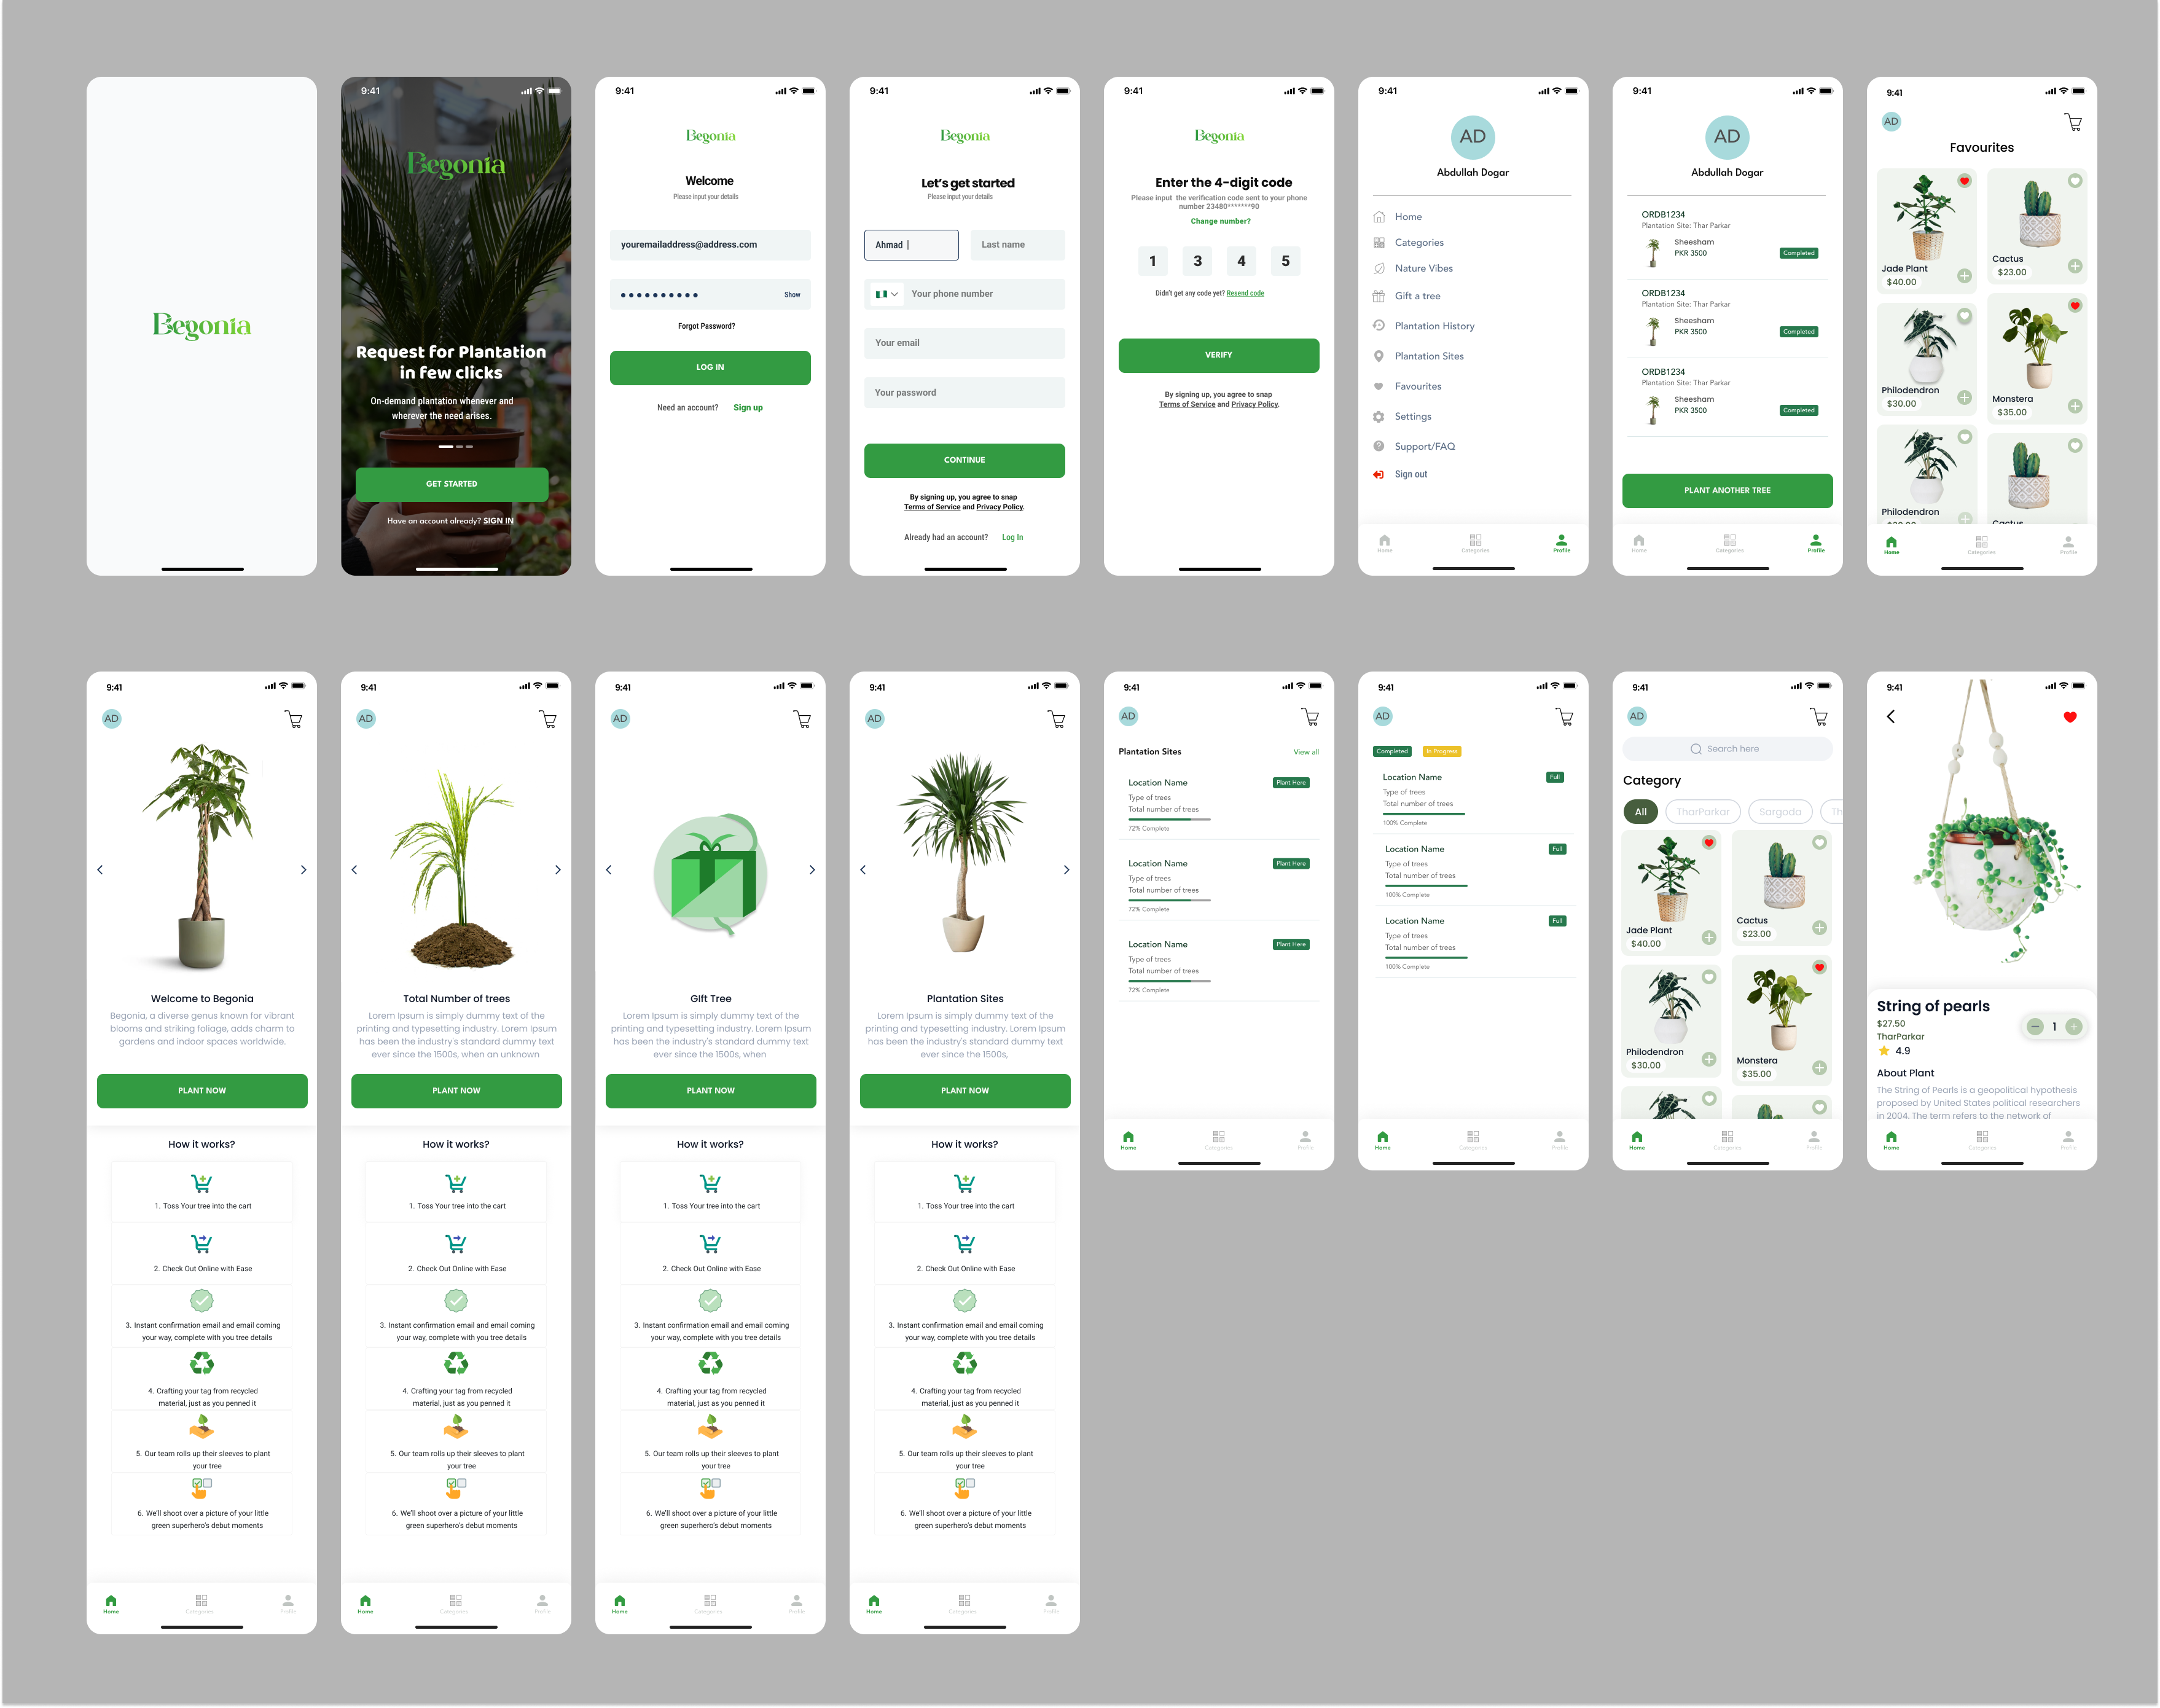 Begonia
9:41
Begonia
Request for Plantation
in few clicks
On-demand plantation whenever and
wherever the need arises.
GET STARTED
Have an account already? SIGN IN
9:41
Begonia
Welcome
Please input your details
youremailaddress@address.com
Show
Forgot Password?
LOG IN
Need an account? Sign up
9:41
Begonia
Let's get started
Please input your details
Ahmad
Last name
Your phone number
Your email
Your password
CONTINUE
By signing up, you agree to snap
Terms of Service and Privacy Policy.
Already had an account? Log In
9:41
Begonia
Enter the 4-digit code
Please input the verification code sent to your phone
number 23480*******90
Change number?
1 3 4 5
Didn't get any code yet? Resend code
VERIFY
By signing up, you agree to snap
Terms of Service and Privacy Policy.
9:41
AD
Abdullah Dogar
Home
Categories
Nature Vibes
Gift a tree
Plantation History
Plantation Sites
Favourites
Settings
Support/FAQ
Sign out
Home Categories Profile
9:41
AD
Abdullah Dogar
ORDB1234
Plantation Site: Thar Parkar
Sheesham
PKR 3500
Completed
ORDB1234
Plantation Site: Thar Parkar
Sheesham
PKR 3500
Completed
ORDB1234
Plantation Site: Thar Parkar
Sheesham
PKR 3500
Completed
PLANT ANOTHER TREE
Home Categories Profile
9:41
AD
Favourites
Jade Plant
$40.00
Cactus
$23.00
Philodendron
$30.00
Monstera
$35.00
Philodendron
$30.00
Cactus
Home Categories Profile
9:41
AD
Welcome to Begonia
Begonia, a diverse genus known for vibrant
blooms and striking foliage, adds charm to
gardens and indoor spaces worldwide.
PLANT NOW
How it works?
1. Toss Your tree into the cart
2. Check Out Online with Ease
3. Instant confirmation email and email coming
your way, complete with you tree details
4. Crafting your tag from recycled
material, just as you penned it
5. Our team rolls up their sleeves to plant
your tree
6. We'll shoot over a picture of your little
green superhero's debut moments
Home Categories Profile
9:41
AD
Total Number of trees
Lorem Ipsum is simply dummy text of the
printing and typesetting industry. Lorem Ipsum
has been the industry's standard dummy text
ever since the 1500s, when an unknown
PLANT NOW
How it works?
1. Toss Your tree into the cart
2. Check Out Online with Ease
3. Instant confirmation email and email coming
your way, complete with you tree details
4. Crafting your tag from recycled
material, just as you penned it
5. Our team rolls up their sleeves to plant
your tree
6. We'll shoot over a picture of your little
green superhero's debut moments
Home Categories Profile
9:41
AD
GIft Tree
Lorem Ipsum is simply dummy text of the
printing and typesetting industry. Lorem Ipsum
has been the industry's standard dummy text
ever since the 1500s, when
PLANT NOW
How it works?
1. Toss Your tree into the cart
2. Check Out Online with Ease
3. Instant confirmation email and email coming
your way, complete with you tree details
4. Crafting your tag from recycled
material, just as you penned it
5. Our team rolls up their sleeves to plant
your tree
6. We'll shoot over a picture of your little
green superhero's debut moments
Home Categories Profile
9:41
AD
Plantation Sites
Lorem Ipsum is simply dummy text of the
printing and typesetting industry. Lorem Ipsum
has been the industry's standard dummy text
ever since the 1500s,
PLANT NOW
How it works?
1. Toss Your tree into the cart
2. Check Out Online with Ease
3. Instant confirmation email and email coming
your way, complete with you tree details
4. Crafting your tag from recycled
material, just as you penned it
5. Our team rolls up their sleeves to plant
your tree
6. We'll shoot over a picture of your little
green superhero's debut moments
Home Categories Profile
9:41
AD
Plantation Sites View all
Location Name Plant Here
Type of trees
Total number of trees
72% Complete
Location Name Plant Here
Type of trees
Total number of trees
72% Complete
Location Name Plant Here
Type of trees
Total number of trees
72% Complete
Home Categories Profile
9:41
AD
Completed In Progress
Location Name Full
Type of trees
Total number of trees
100% Complete
Location Name Full
Type of trees
Total number of trees
100% Complete
Location Name Full
Type of trees
Total number of trees
100% Complete
Home Categories Profile
9:41
AD
Search here
Category
All TharParkar Sargoda Th
Jade Plant
$40.00
Cactus
$23.00
Philodendron
$30.00
Monstera
$35.00
Home Categories Profile
9:41
String of pearls
$27.50
TharParkar
4.9
1
About Plant
The String of Pearls is a geopolitical hypothesis
proposed by United States political researchers
in 2004. The term refers to the network of
Home Categories Profile